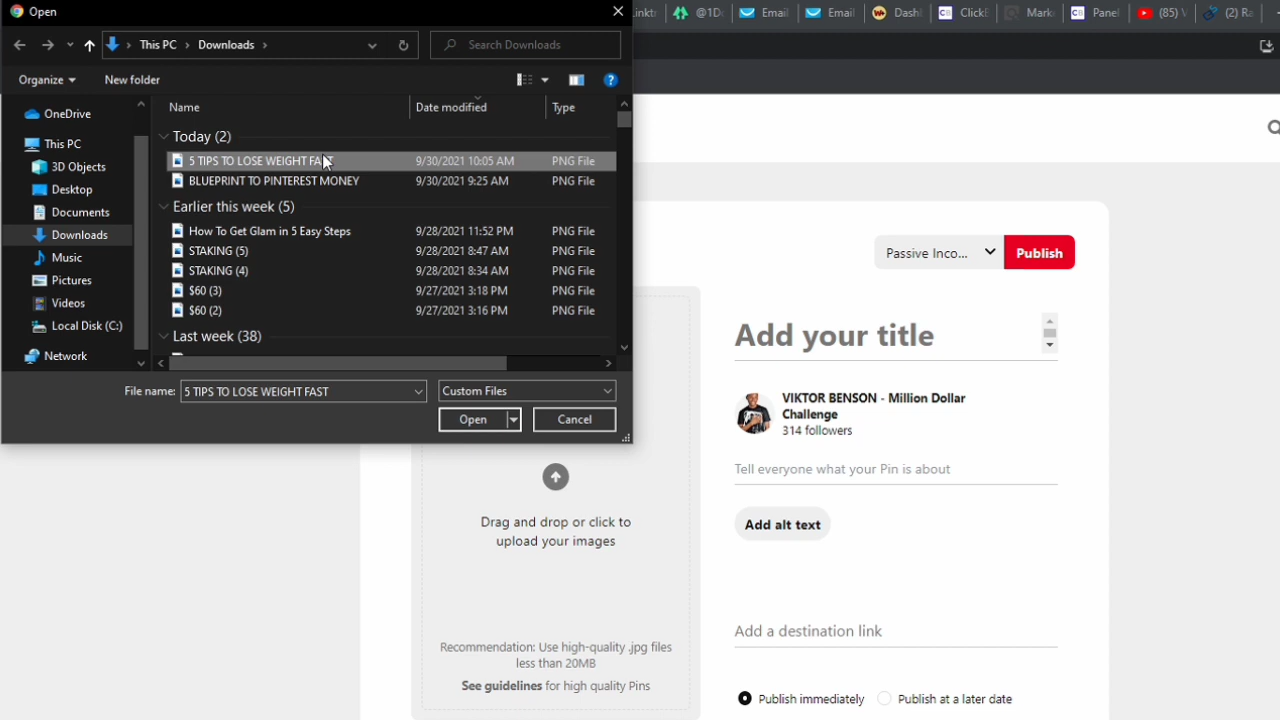 Open
Linktr
@1Do
Email
Email
Dash
ClickB
Mark
Panel
(85) V
(2) Ra
This PC › Downloads ›
Search Downloads
Organize
New folder
Name
Date modified
Type
OneDrive
This PC
3D Objects
Desktop
Documents
Downloads
Music
Pictures
Videos
Local Disk (C:)
Network
Today (2)
5 TIPS TO LOSE WEIGHT FAST 9/30/2021 10:05 AM PNG File
BLUEPRINT TO PINTEREST MONEY 9/30/2021 9:25 AM PNG File
Earlier this week (5)
How To Get Glam in 5 Easy Steps 9/28/2021 11:52 PM PNG File
STAKING (5) 9/28/2021 8:47 AM PNG File
STAKING (4) 9/28/2021 8:34 AM PNG File
$60 (3) 9/27/2021 3:18 PM PNG File
$60 (2) 9/27/2021 3:16 PM PNG File
Last week (38)
File name: 5 TIPS TO LOSE WEIGHT FAST
Custom Files
Open
Cancel
Passive Inco...
Publish
Add your title
VIKTOR BENSON - Million Dollar
Challenge
314 followers
Tell everyone what your Pin is about
Add alt text
Drag and drop or click to
upload your images
Add a destination link
Recommendation: Use high-quality .jpg files
less than 20MB
See guidelines for high quality Pins
Publish immediately
Publish at a later date